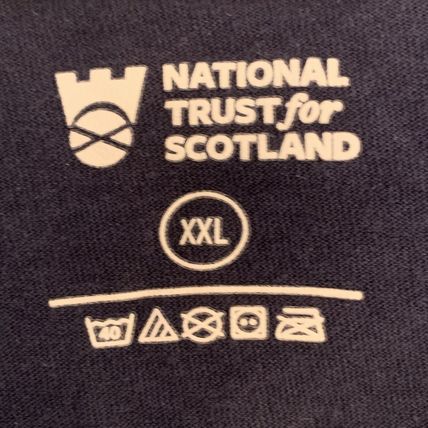 NATIONAL
TRUST for
SCOTLAND
XXL
40